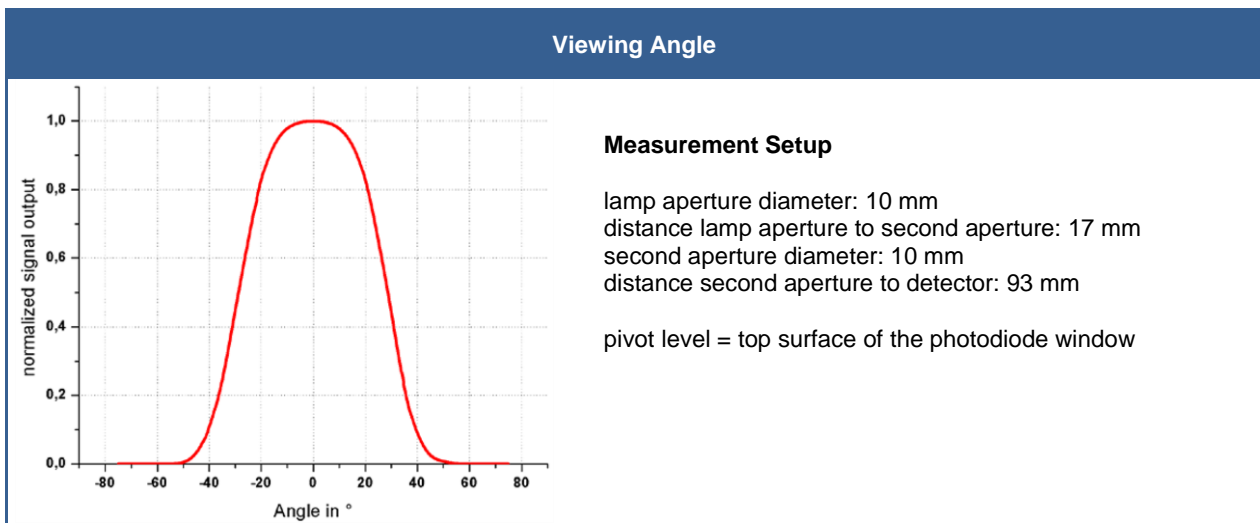 Viewing Angle
1,0
0,8
0,6
0,4
0,2
0,0
normalized signal output
-80 -60 -40 -20 0 20 40 60 80
Angle in °
Measurement Setup
lamp aperture diameter: 10 mm
distance lamp aperture to second aperture: 17 mm
second aperture diameter: 10 mm
distance second aperture to detector: 93 mm
pivot level = top surface of the photodiode window